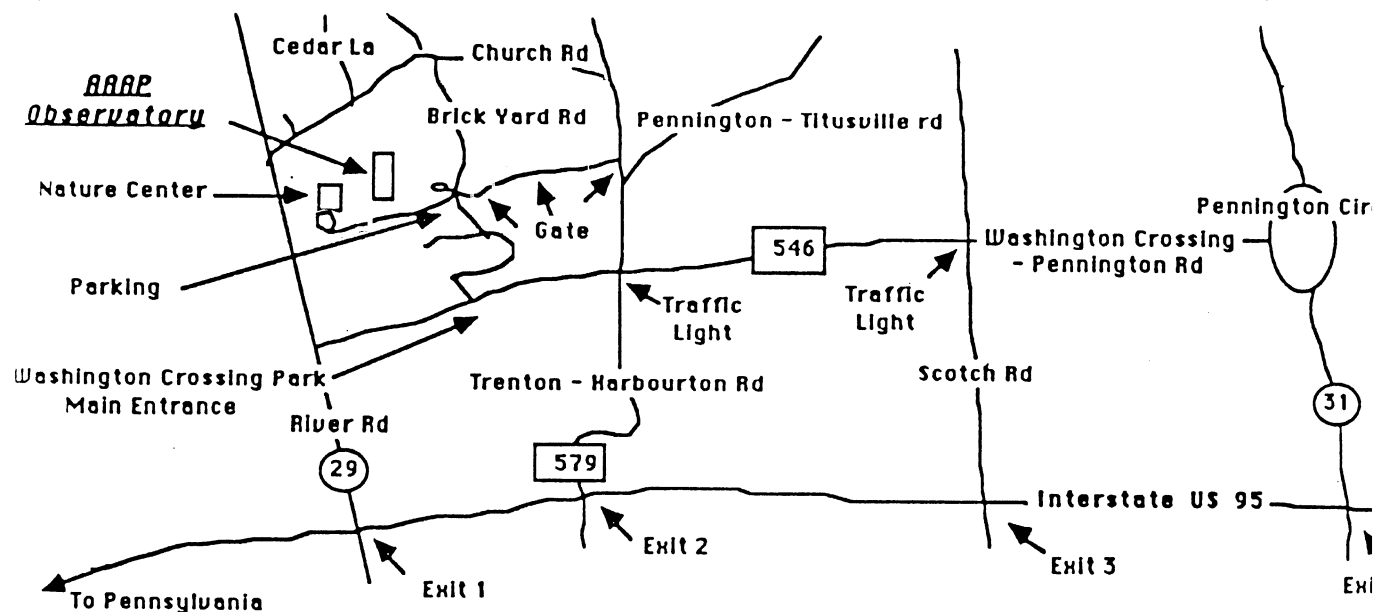 Cedar La
Church Rd
AAAP
Observatory
Brick Yard Rd
Pennington - Titusville rd
Nature Center
Gate
Pennington
546
Washington Crossing
- Pennington Rd
Parking
Traffic
Light
Traffic
Light
Washington Crossing Park
Main Entrance
Trenton - Harbourton Rd
Scotch Rd
River Rd
31
29
579
Interstate US 95
Exit 1
Exit 2
Exit 3
To Pennsylvania